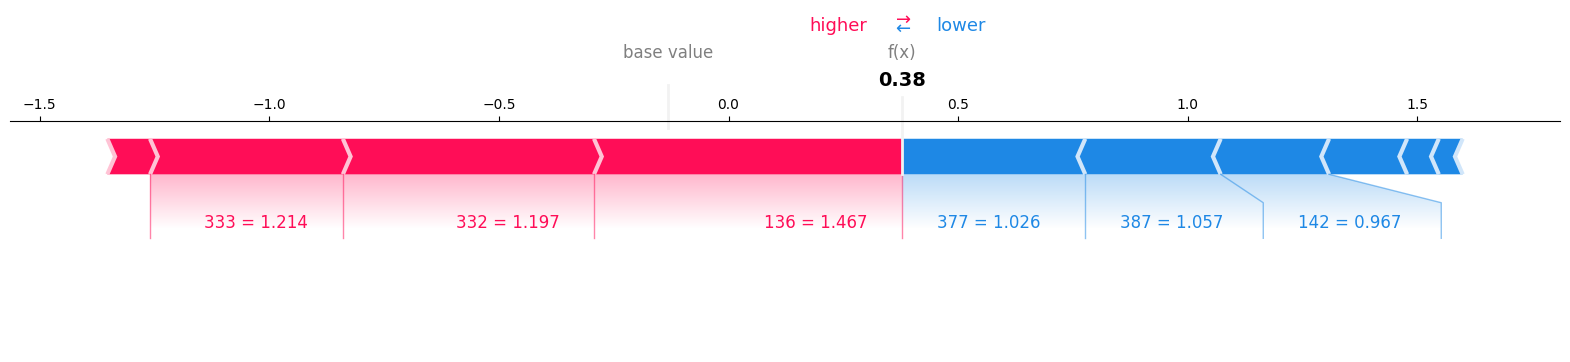 higher ⇄ lower
base value f(x)
0.38
−1.5 −1.0 −0.5 0.0 0.5 1.0 1.5
333 = 1.214 332 = 1.197 136 = 1.467 377 = 1.026 387 = 1.057 142 = 0.967